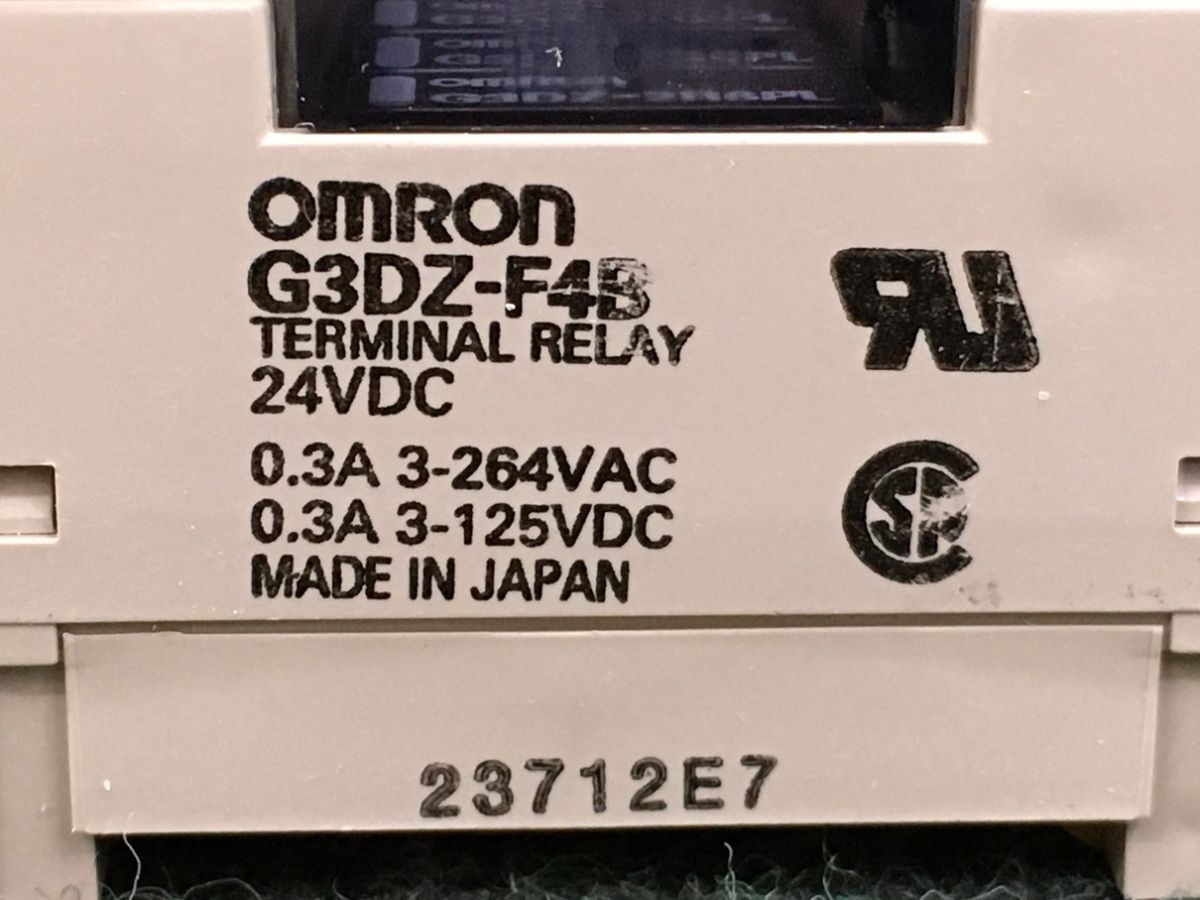 OMRON
G3DZ-F4B
TERMINAL RELAY
24VDC
0.3A 3-264VAC
0.3A 3-125VDC
MADE IN JAPAN
23712E7